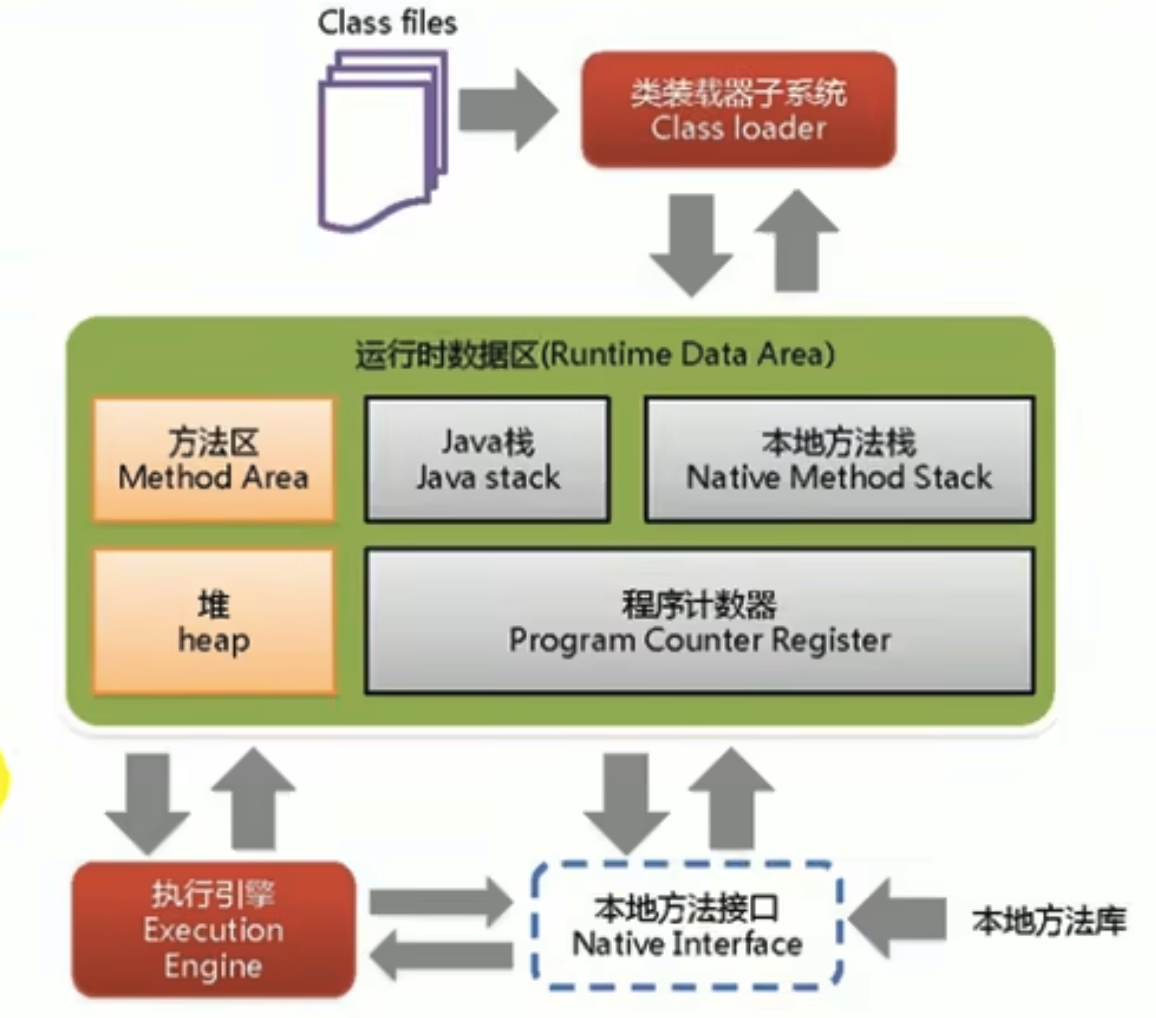 Class files
类装载器子系统
Class loader
运行时数据区(Runtime Data Area)
方法区
Method Area
Java栈
Java stack
本地方法栈
Native Method Stack
堆
heap
程序计数器
Program Counter Register
执行引擎
Execution
Engine
本地方法接口
Native Interface
本地方法库